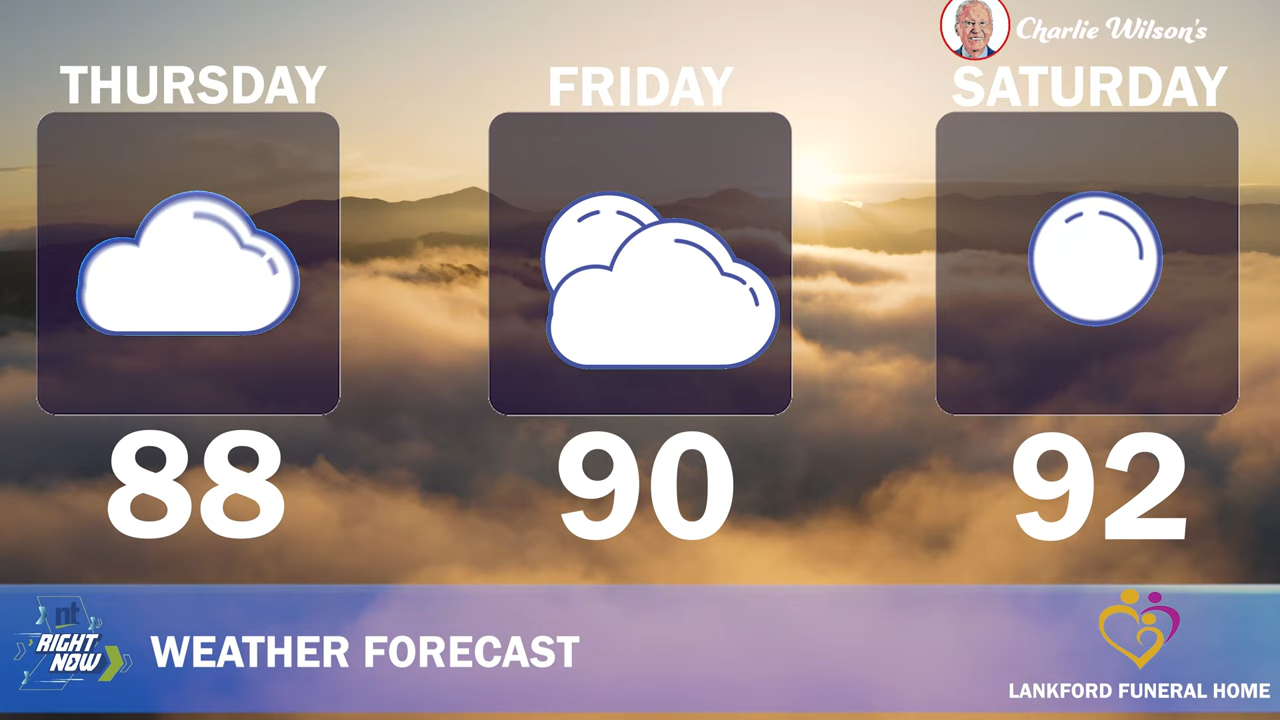 Charlie Wilson's
THURSDAY
FRIDAY
SATURDAY
88
90
92
nt
RIGHT
NOW
WEATHER FORECAST
LANKFORD FUNERAL HOME